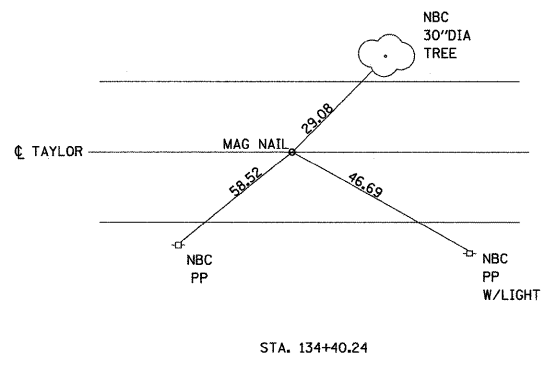 NBC
30"DIA
TREE
29.08
℄ TAYLOR
MAG NAIL
58.52
46.69
NBC
PP
NBC
PP
W/LIGHT
STA. 134+40.24